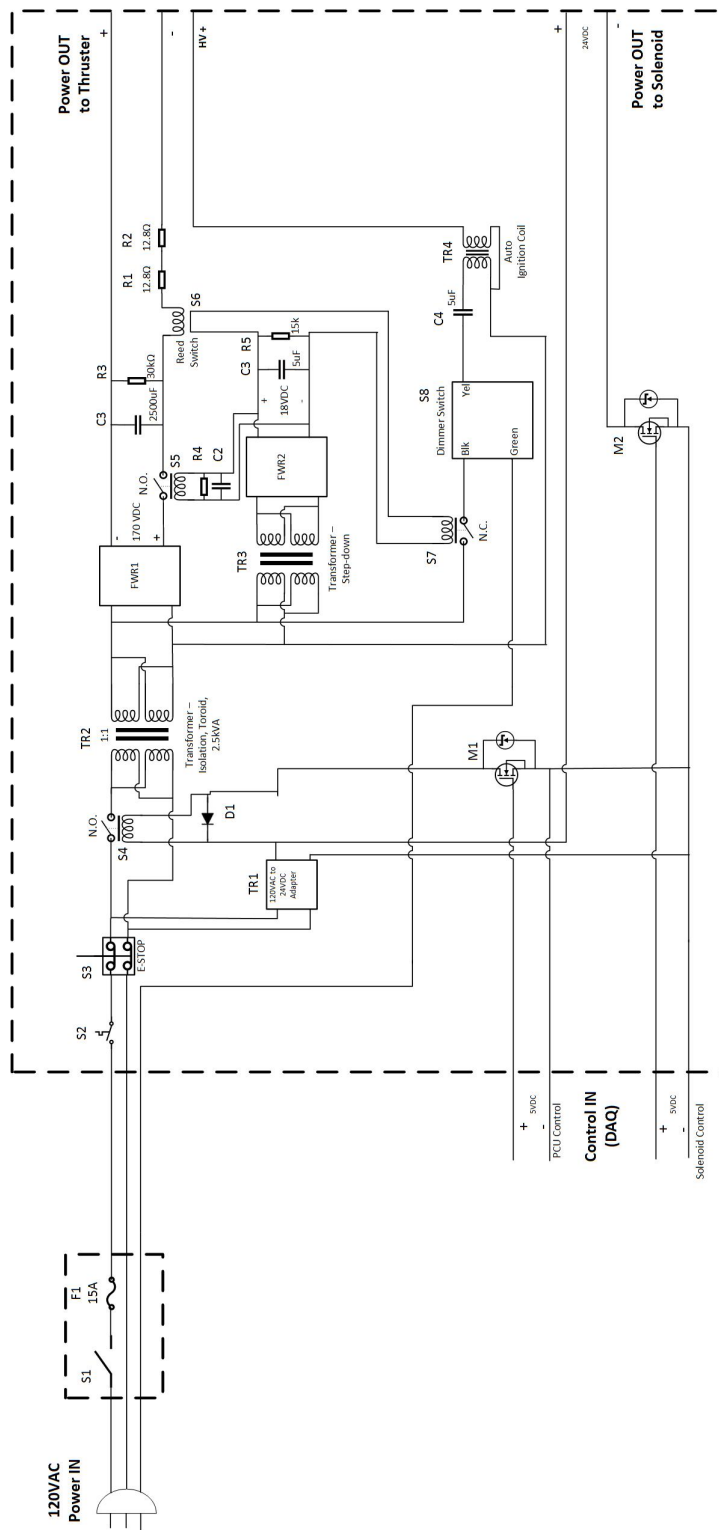 120VAC
Power IN
S1
F1
15A
S2
S3
E-STOP
N.O.
S4
TR2
1:1
Transformer –
Isolation, Toroid,
2.5kVA
D1
TR1
120VAC to
24VDC
Adapter
FWR1
-
170 VDC
+
N.O.
S5
R4
C2
C3
2500uF
R3
30kΩ
Reed
Switch
S6
R1
12.8Ω
R2
12.8Ω
+
-
HV +
Power OUT
to Thruster
TR3
Transformer –
Step-down
FWR2
+
18VDC
-
C3
5uF
R5
15k
S7
N.C.
S8
Dimmer Switch
Blk
Yel
Green
C4
5uF
TR4
Auto
Ignition Coil
M1
M2
+
24VDC
-
Power OUT
to Solenoid
+
5VDC
-
PCU Control
Control IN
(DAQ)
+
5VDC
-
Solenoid Control